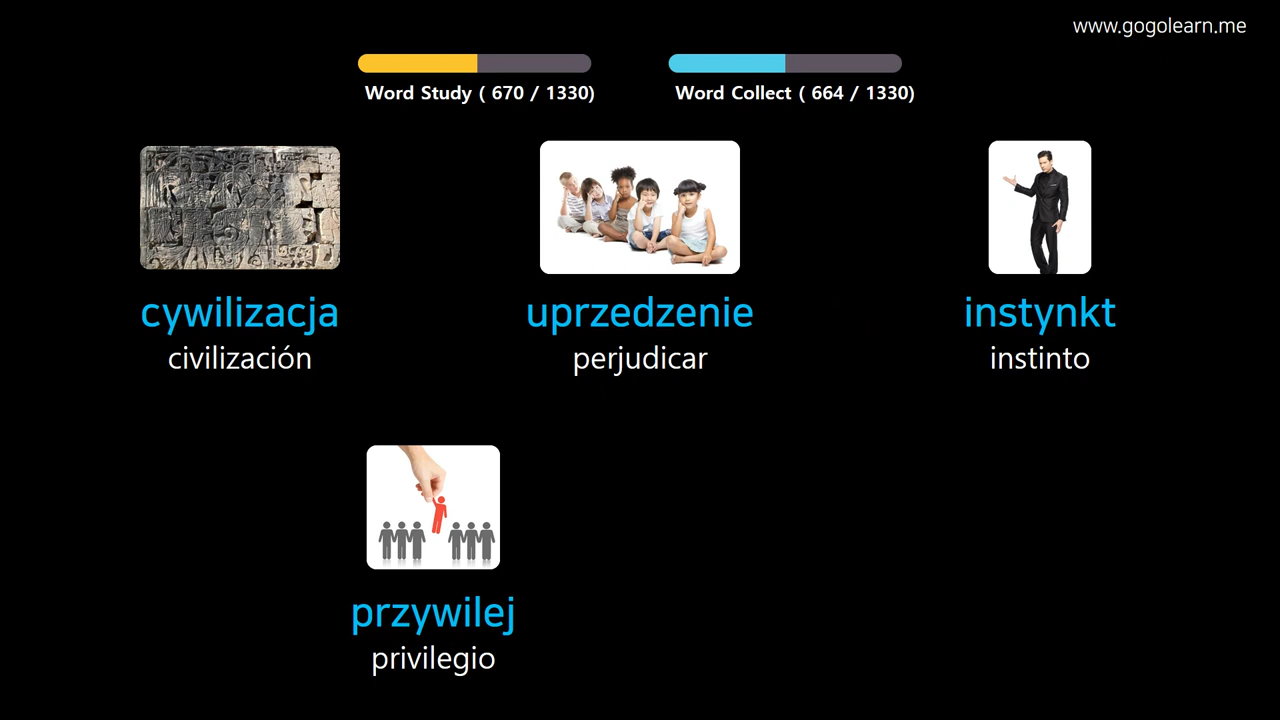 www.gogolearn.me
Word Study ( 670 / 1330)
Word Collect ( 664 / 1330)
cywilizacja
civilización
uprzedzenie
perjudicar
instynkt
instinto
przywilej
privilegio